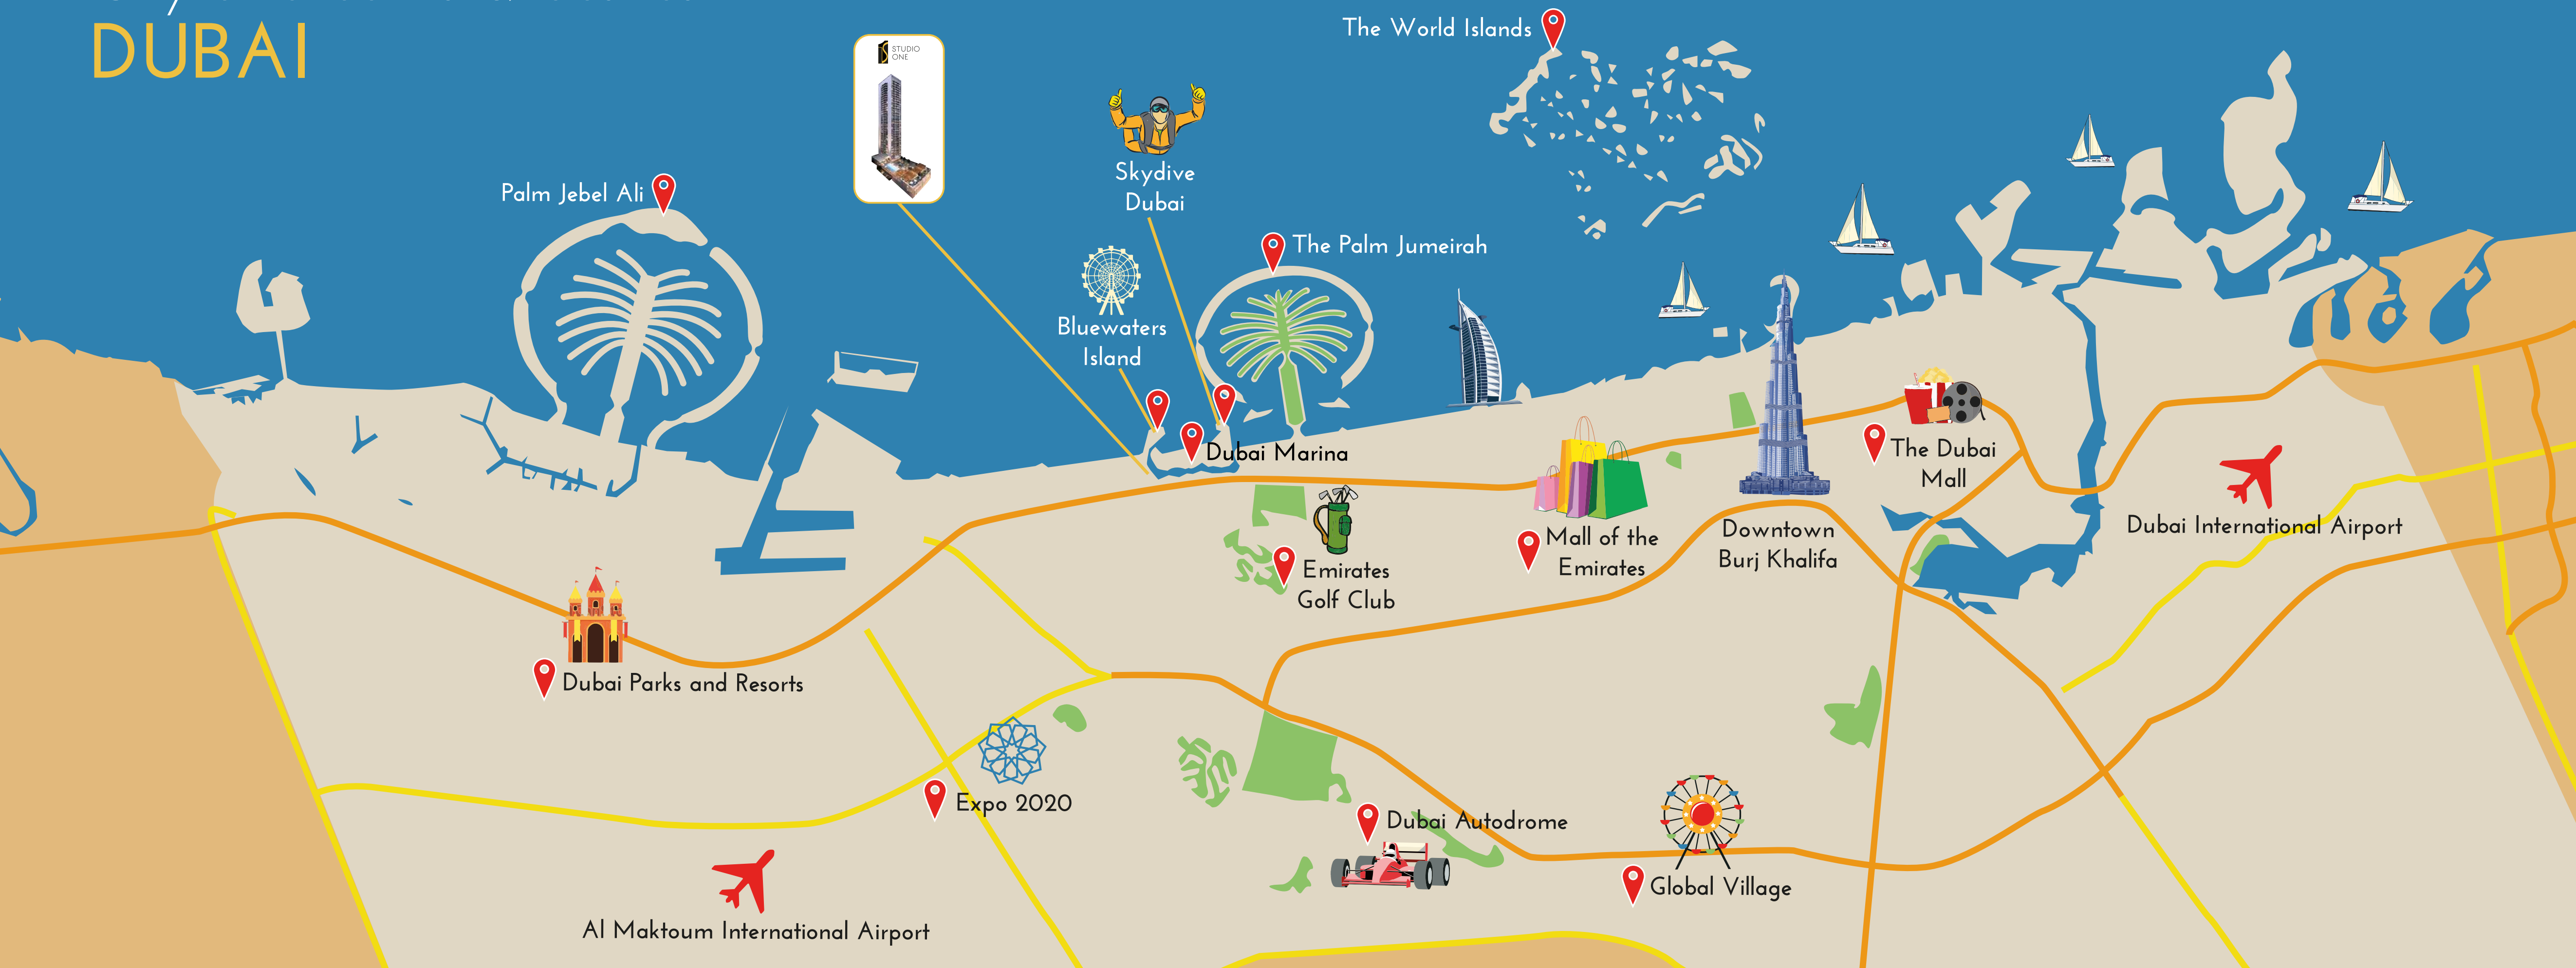 DUBAI
STUDIO
ONE
The World Islands
Skydive
Dubai
Palm Jebel Ali
The Palm Jumeirah
Bluewaters
Island
Dubai Marina
The Dubai
Mall
Mall of the
Emirates
Downtown
Burj Khalifa
Dubai International Airport
Emirates
Golf Club
Dubai Parks and Resorts
Expo 2020
Dubai Autodrome
Global Village
Al Maktoum International Airport